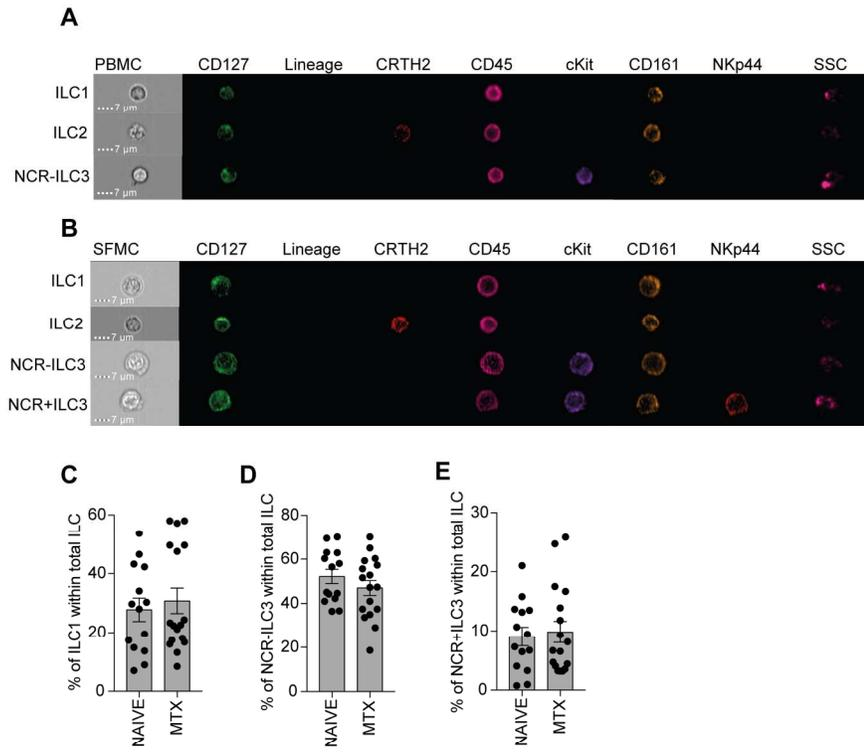 A
PBMC CD127 Lineage CRTH2 CD45 cKit CD161 NKp44 SSC
ILC1
7 µm
ILC2
7 µm
NCR-ILC3
7 µm
B
SFMC CD127 Lineage CRTH2 CD45 cKit CD161 NKp44 SSC
ILC1
7 µm
ILC2
7 µm
NCR-ILC3
7 µm
NCR+ILC3
7 µm
C
% of ILC1 within total ILC
60
40
20
0
NAIVE
MTX
D
% of NCR-ILC3 within total ILC
80
60
40
20
0
NAIVE
MTX
E
% of NCR+ILC3 within total ILC
30
20
10
0
NAIVE
MTX